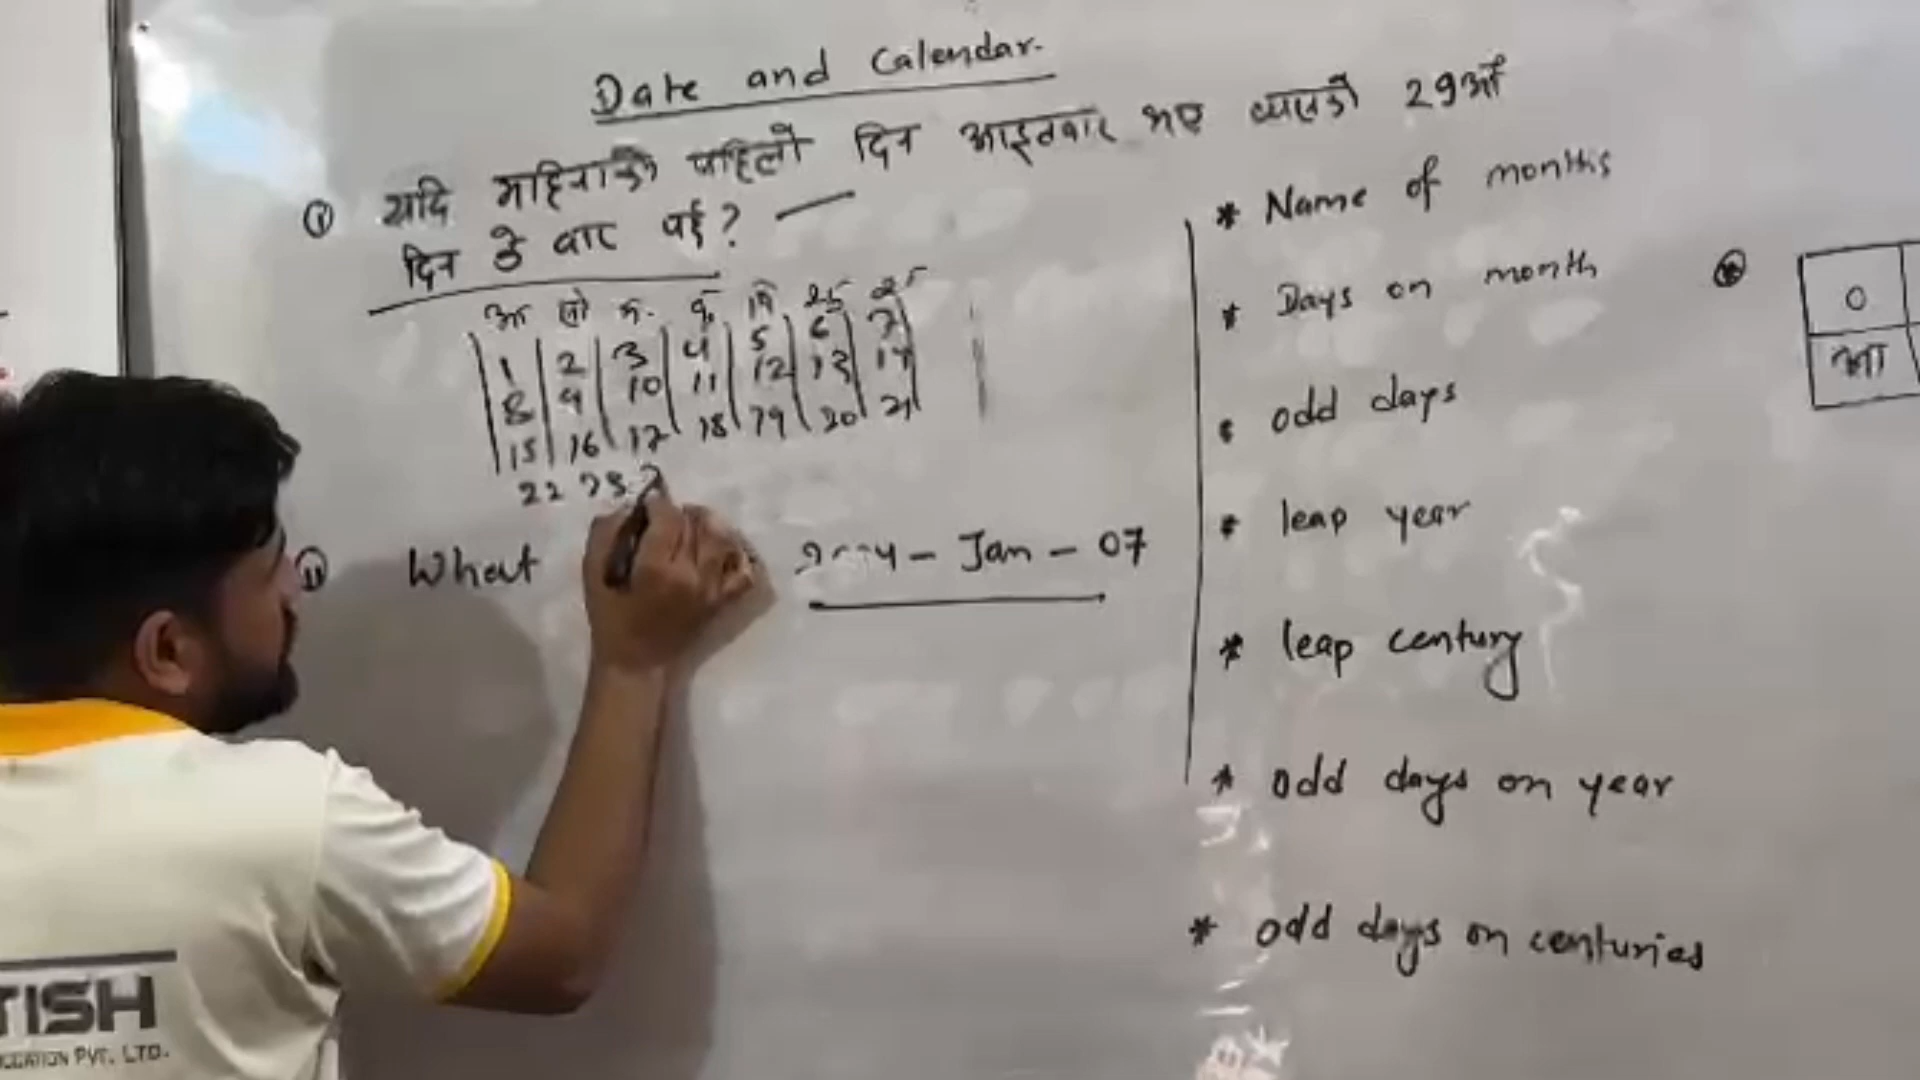 Date and Calendar.
① यदि महिनाको पहिलो दिन आइतबार भए त्यसको 29औं
दिन के बार पर्छ?
आ सो म.
1 2 3 4 5 6 7
8 9 10 11 12 13 14
15 16 17 18 19 20 21
22
⑪ What - Jan - 07
* Name of months
* Days on month
* odd days
* leap year
* leap century
* odd days on year
* odd days on centuries
0
आ
TISH
PVT. LTD.